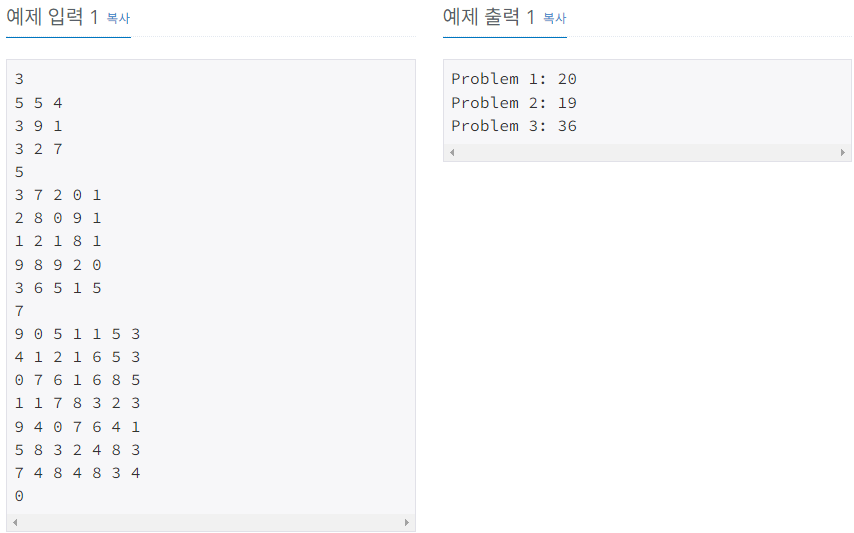 예제 입력 1 복사
3
5 5 4
3 9 1
3 2 7
5
3 7 2 0 1
2 8 0 9 1
1 2 1 8 1
9 8 9 2 0
3 6 5 1 5
7
9 0 5 1 1 5 3
4 1 2 1 6 5 3
0 7 6 1 6 8 5
1 1 7 8 3 2 3
9 4 0 7 6 4 1
5 8 3 2 4 8 3
7 4 8 4 8 3 4
0
예제 출력 1 복사
Problem 1: 20
Problem 2: 19
Problem 3: 36